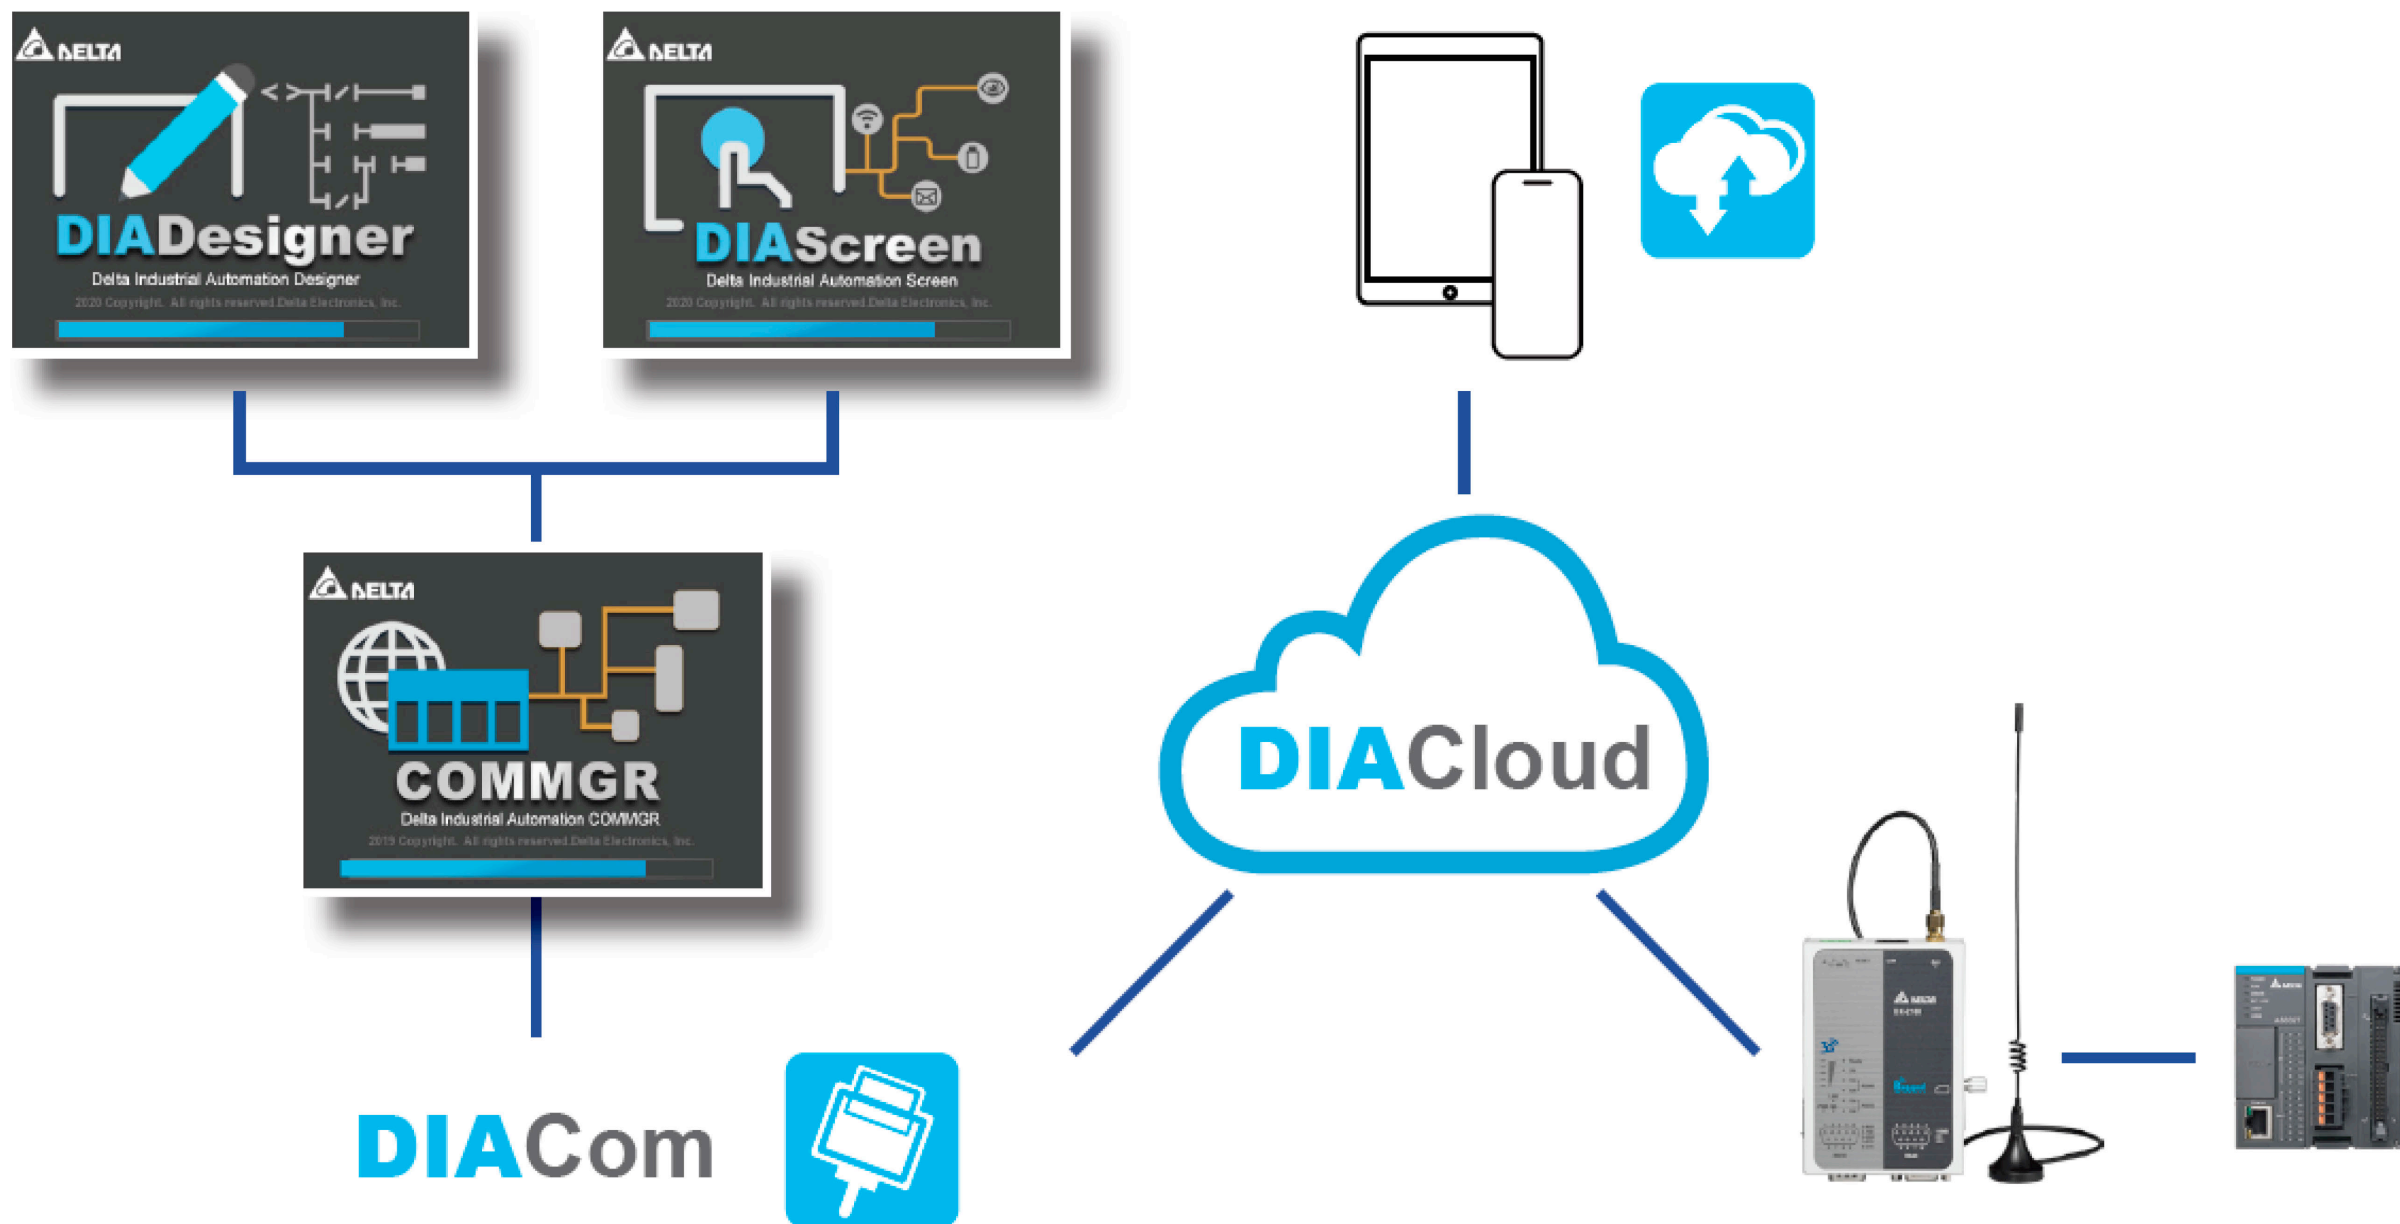 DELTA
DIADesigner
Delta Industrial Automation Designer
2020 Copyright. All rights reserved.Delta Electronics, Inc.
DELTA
DIAScreen
Delta Industrial Automation Screen
2020 Copyright. All rights reserved.Delta Electronics, Inc.
DELTA
COMMGR
Delta Industrial Automation COMMGR
2019 Copyright. All rights reserved.Delta Electronics, Inc.
DIACloud
DIACom
DELTA
3G